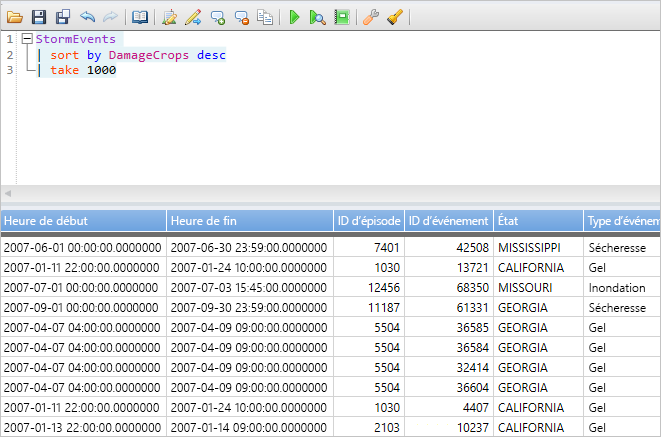 1 StormEvents
2 | sort by DamageCrops desc
3 | take 1000
Heure de début Heure de fin ID d'épisode ID d'événement État Type d'événem
2007-06-01 00:00:00.0000000 2007-06-30 23:59:00.0000000 7401 42508 MISSISSIPPI Sécheresse
2007-01-11 22:00:00.0000000 2007-01-24 10:00:00.0000000 1030 13721 CALIFORNIA Gel
2007-07-01 00:00:00.0000000 2007-07-03 15:45:00.0000000 12456 68350 MISSOURI Inondation
2007-09-01 00:00:00.0000000 2007-09-30 23:59:00.0000000 11187 61331 GEORGIA Sécheresse
2007-04-07 04:00:00.0000000 2007-04-09 09:00:00.0000000 5504 36585 GEORGIA Gel
2007-04-07 04:00:00.0000000 2007-04-09 09:00:00.0000000 5504 36584 GEORGIA Gel
2007-04-07 04:00:00.0000000 2007-04-09 09:00:00.0000000 5504 32414 GEORGIA Gel
2007-04-07 04:00:00.0000000 2007-04-09 09:00:00.0000000 5504 36604 GEORGIA Gel
2007-01-11 22:00:00.0000000 2007-01-24 10:00:00.0000000 1030 4407 CALIFORNIA Gel
2007-01-13 22:00:00.0000000 2007-01-14 09:00:00.0000000 2103 10237 CALIFORNIA Gel